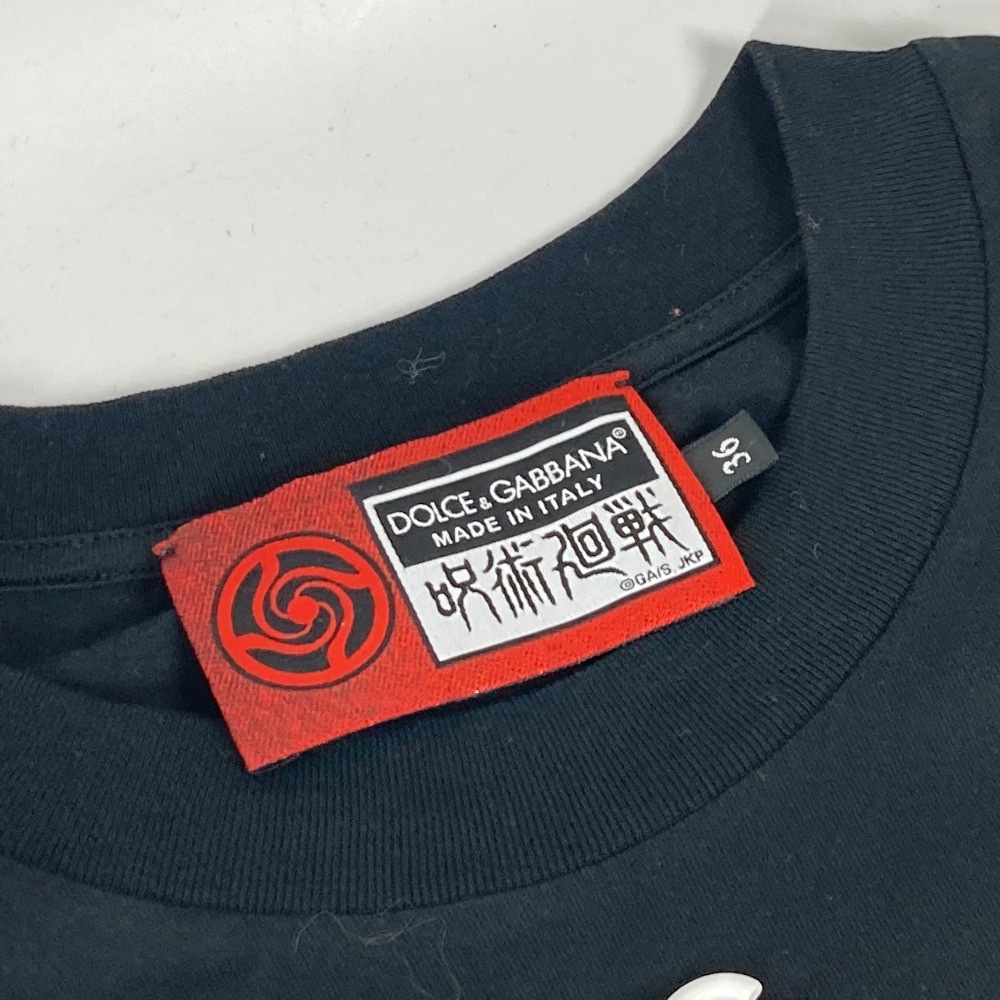 DOLCE & GABBANA®
MADE IN ITALY
呪術廻戦
©GA/S, JKP
36